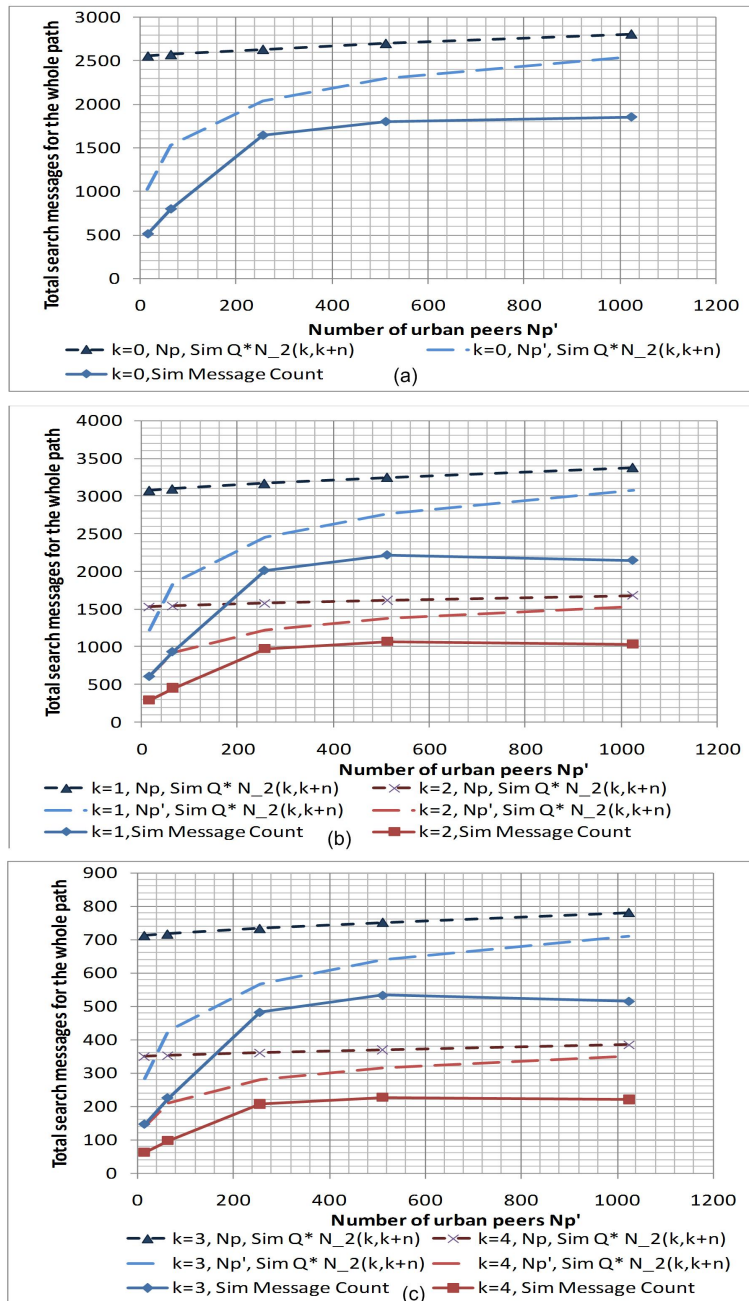 3000
2500
2000
1500
1000
500
0
Total search messages for the whole path
0 200 400 600 800 1000 1200
Number of urban peers Np'
k=0, Np, Sim Q*N_2(k,k+n) k=0, Np', Sim Q*N_2(k,k+n)
k=0,Sim Message Count
(a)
4000
3500
3000
2500
2000
1500
1000
500
0
Total search messages for the whole path
0 200 400 600 800 1000 1200
Number of urban peers Np'
k=1, Np, Sim Q* N_2(k,k+n) k=2, Np, Sim Q* N_2(k,k+n)
k=1, Np', Sim Q* N_2(k,k+n) k=2, Np', Sim Q* N_2(k,k+n)
k=1,Sim Message Count k=2,Sim Message Count
(b)
900
800
700
600
500
400
300
200
100
0
Total search messages for the whole path
0 200 400 600 800 1000 1200
Number of urban peers Np'
k=3, Np, Sim Q* N_2(k,k+n) k=4, Np, Sim Q* N_2(k,k+n)
k=3, Np', Sim Q* N_2(k,k+n) k=4, Np', Sim Q* N_2(k,k+n)
k=3, Sim Message Count k=4, Sim Message Count
(c)